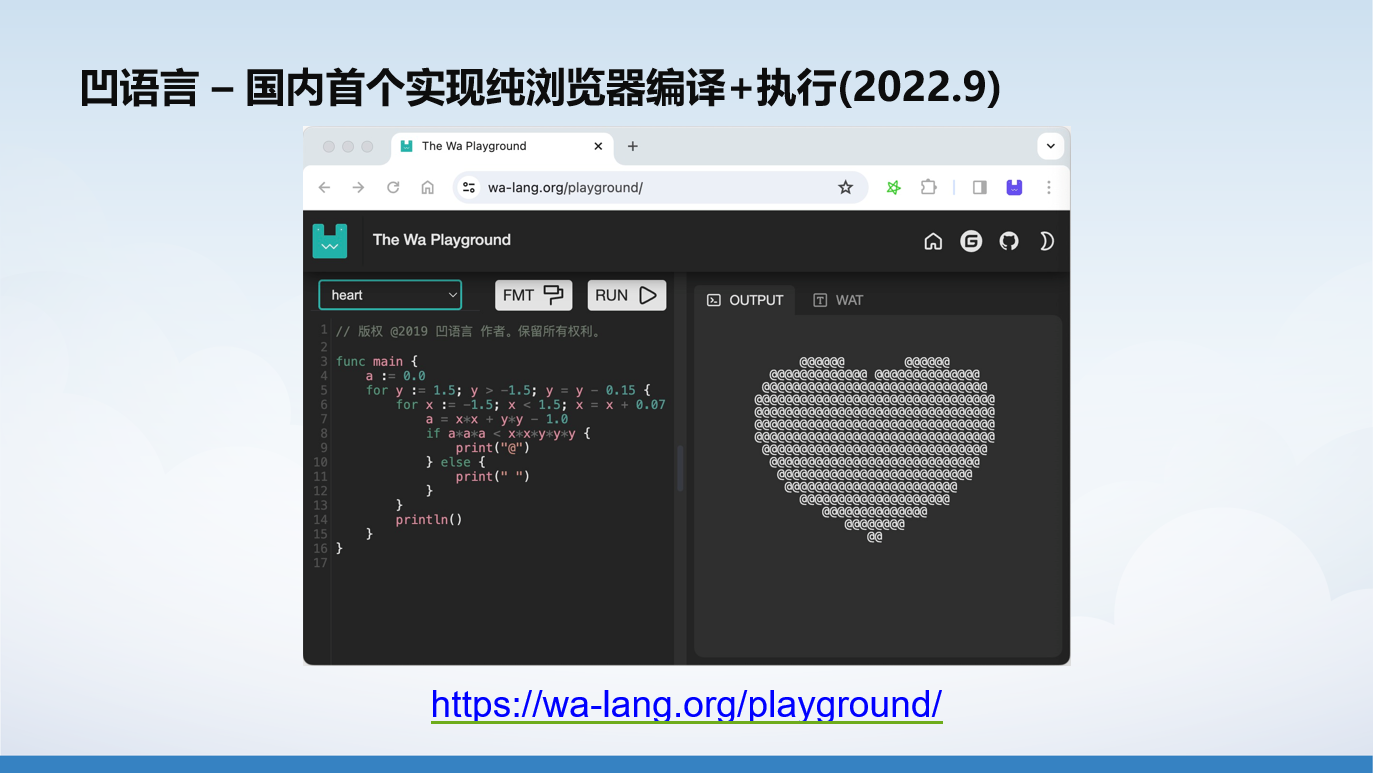 凹语言 – 国内首个实现纯浏览器编译+执行(2022.9)
The Wa Playground
wa-lang.org/playground/
The Wa Playground
heart
FMT
RUN
OUTPUT
WAT
1 // 版权 @2019 凹语言 作者。保留所有权利。
2
3 func main {
4     a := 0.0
5     for y := 1.5; y > -1.5; y = y - 0.15 {
6         for x := -1.5; x < 1.5; x = x + 0.07
7             a = x*x + y*y - 1.0
8             if a*a*a < x*x*y*y*y {
9                 print("@")
10             } else {
11                 print(" ")
12             }
13         }
14         println()
15     }
16 }
17
      @@@@@@        @@@@@@
  @@@@@@@@@@@@@ @@@@@@@@@@@@@@
 @@@@@@@@@@@@@@@@@@@@@@@@@@@@@@
@@@@@@@@@@@@@@@@@@@@@@@@@@@@@@@@
@@@@@@@@@@@@@@@@@@@@@@@@@@@@@@@@
@@@@@@@@@@@@@@@@@@@@@@@@@@@@@@@@
@@@@@@@@@@@@@@@@@@@@@@@@@@@@@@@@
 @@@@@@@@@@@@@@@@@@@@@@@@@@@@@@
  @@@@@@@@@@@@@@@@@@@@@@@@@@@@
   @@@@@@@@@@@@@@@@@@@@@@@@@@
    @@@@@@@@@@@@@@@@@@@@@@@
      @@@@@@@@@@@@@@@@@@@@
         @@@@@@@@@@@@@@
            @@@@@@@@
               @@
https://wa-lang.org/playground/